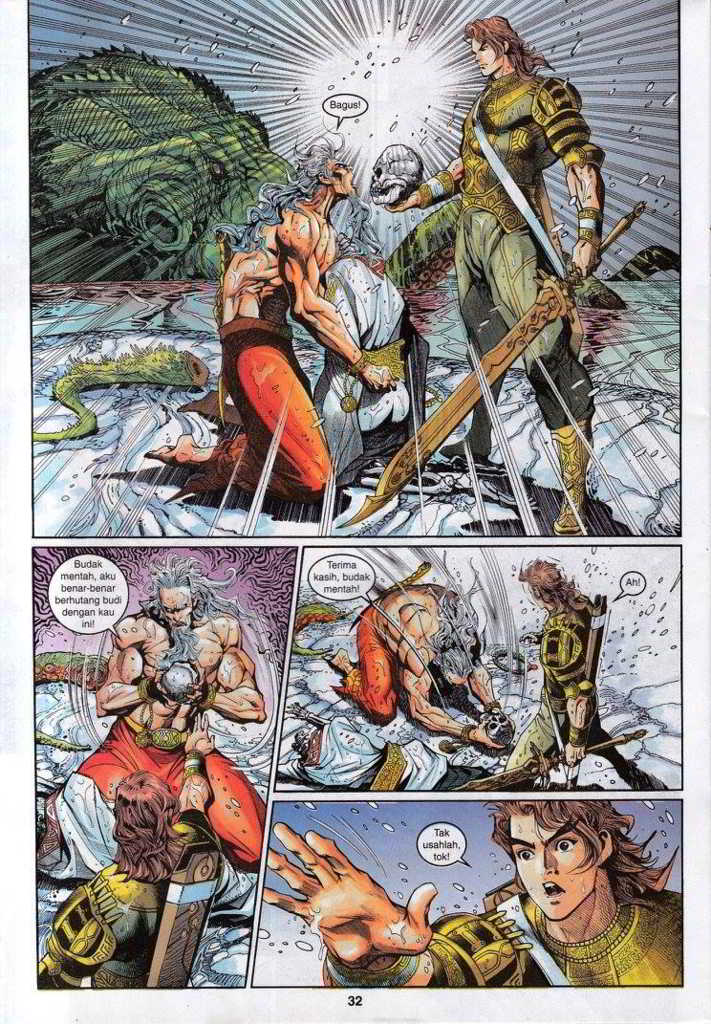 Bagus!
Budak
mentah, aku
benar-benar
berhutang budi
dengan kau
ini!
Terima
kasih, budak
mentah!
Ah!
Tak
usahlah,
tok!
32